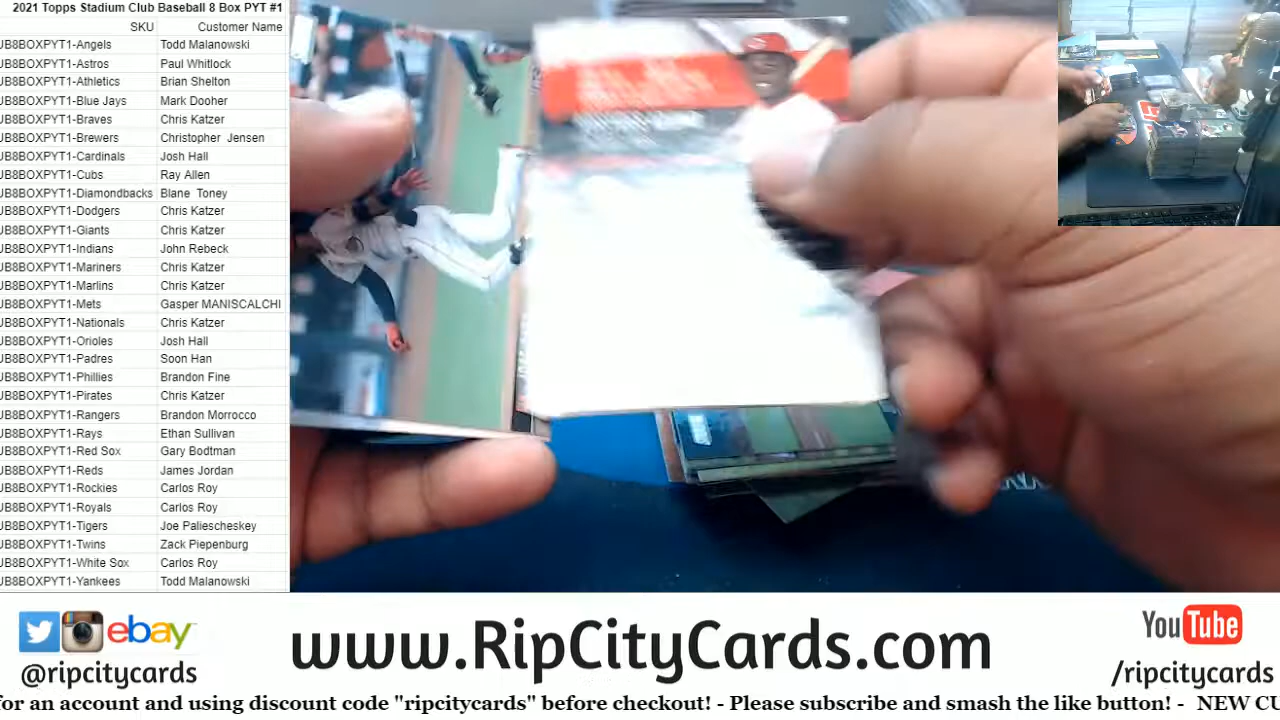 2021 Topps Stadium Club Baseball 8 Box PYT #1
SKU Customer Name
JB8BOXPYT1-Angels Todd Malanowski
JB8BOXPYT1-Astros Paul Whitlock
JB8BOXPYT1-Athletics Brian Shelton
JB8BOXPYT1-Blue Jays Mark Dooher
JB8BOXPYT1-Braves Chris Katzer
JB8BOXPYT1-Brewers Christopher Jensen
JB8BOXPYT1-Cardinals Josh Hall
JB8BOXPYT1-Cubs Ray Allen
JB8BOXPYT1-Diamondbacks Blane Toney
JB8BOXPYT1-Dodgers Chris Katzer
JB8BOXPYT1-Giants Chris Katzer
JB8BOXPYT1-Indians John Rebeck
JB8BOXPYT1-Mariners Chris Katzer
JB8BOXPYT1-Marlins Chris Katzer
JB8BOXPYT1-Mets Gasper MANISCALCHI
JB8BOXPYT1-Nationals Chris Katzer
JB8BOXPYT1-Orioles Josh Hall
JB8BOXPYT1-Padres Soon Han
JB8BOXPYT1-Phillies Brandon Fine
JB8BOXPYT1-Pirates Chris Katzer
JB8BOXPYT1-Rangers Brandon Morrocco
JB8BOXPYT1-Rays Ethan Sullivan
JB8BOXPYT1-Red Sox Gary Bodtman
JB8BOXPYT1-Reds James Jordan
JB8BOXPYT1-Rockies Carlos Roy
JB8BOXPYT1-Royals Carlos Roy
JB8BOXPYT1-Tigers Joe Paliescheskey
JB8BOXPYT1-Twins Zack Piepenburg
JB8BOXPYT1-White Sox Carlos Roy
JB8BOXPYT1-Yankees Todd Malanowski
ebay
@ripcitycards
www.RipCityCards.com
YouTube
/ripcitycards
for an account and using discount code "ripcitycards" before checkout! - Please subscribe and smash the like button! - NEW CU